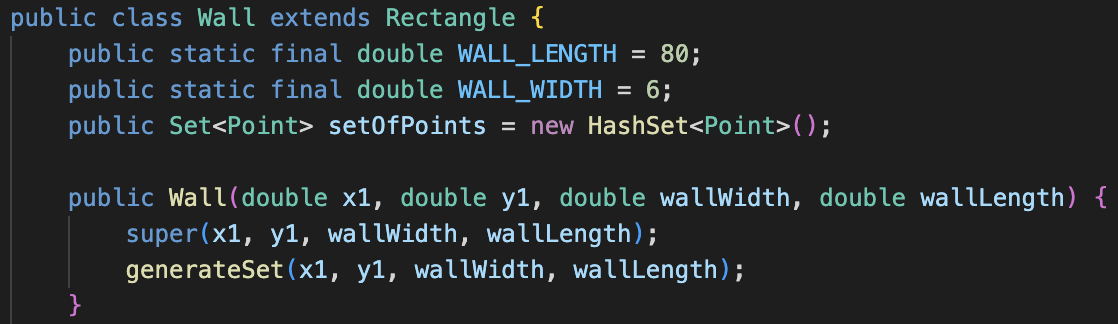 public class Wall extends Rectangle {
    public static final double WALL_LENGTH = 80;
    public static final double WALL_WIDTH = 6;
    public Set<Point> setOfPoints = new HashSet<Point>();

    public Wall(double x1, double y1, double wallWidth, double wallLength) {
        super(x1, y1, wallWidth, wallLength);
        generateSet(x1, y1, wallWidth, wallLength);
    }